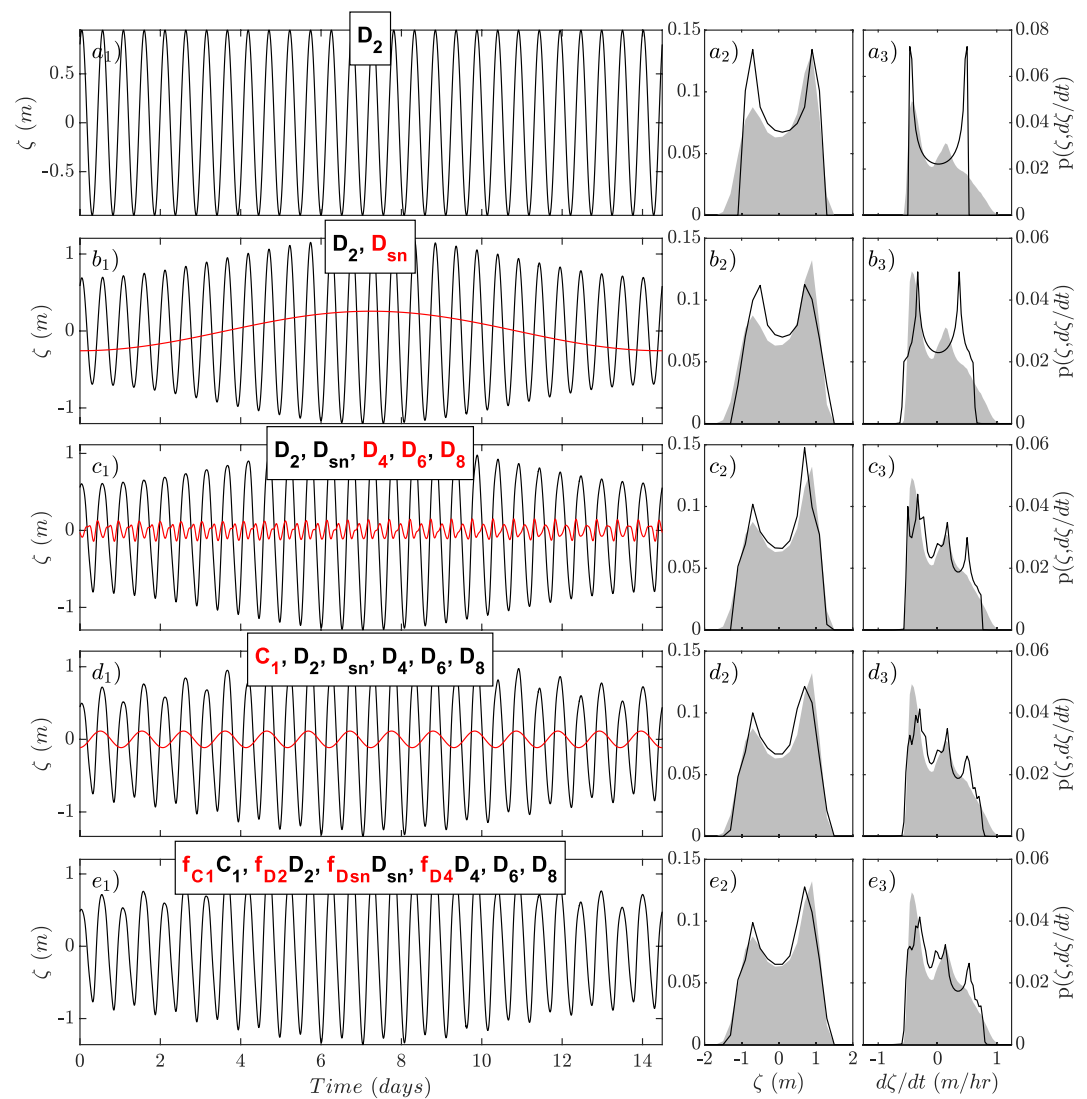 D2
a1)
ζ (m)
0.5
0
-0.5
0.15
0.1
0.05
0
a2)
a3)
0.08
0.06
0.04
0.02
0
p(ζ,dζ/dt)
D2, Dsn
b1)
ζ (m)
1
0
-1
0.15
0.1
0.05
0
b2)
b3)
0.06
0.04
0.02
0
p(ζ,dζ/dt)
D2, Dsn, D4, D6, D8
c1)
ζ (m)
1
0
-1
0.15
0.1
0.05
0
c2)
c3)
0.06
0.04
0.02
0
p(ζ,dζ/dt)
C1, D2, Dsn, D4, D6, D8
d1)
ζ (m)
1
0
-1
0.15
0.1
0.05
0
d2)
d3)
0.06
0.04
0.02
0
p(ζ,dζ/dt)
fC1C1, fD2D2, fDsnDsn, fD4D4, D6, D8
e1)
ζ (m)
1
0
-1
0.15
0.1
0.05
0
e2)
e3)
0.06
0.04
0.02
0
p(ζ,dζ/dt)
0 2 4 6 8 10 12 14
Time (days)
-2 -1 0 1 2
ζ (m)
-1 0 1
dζ/dt (m/hr)